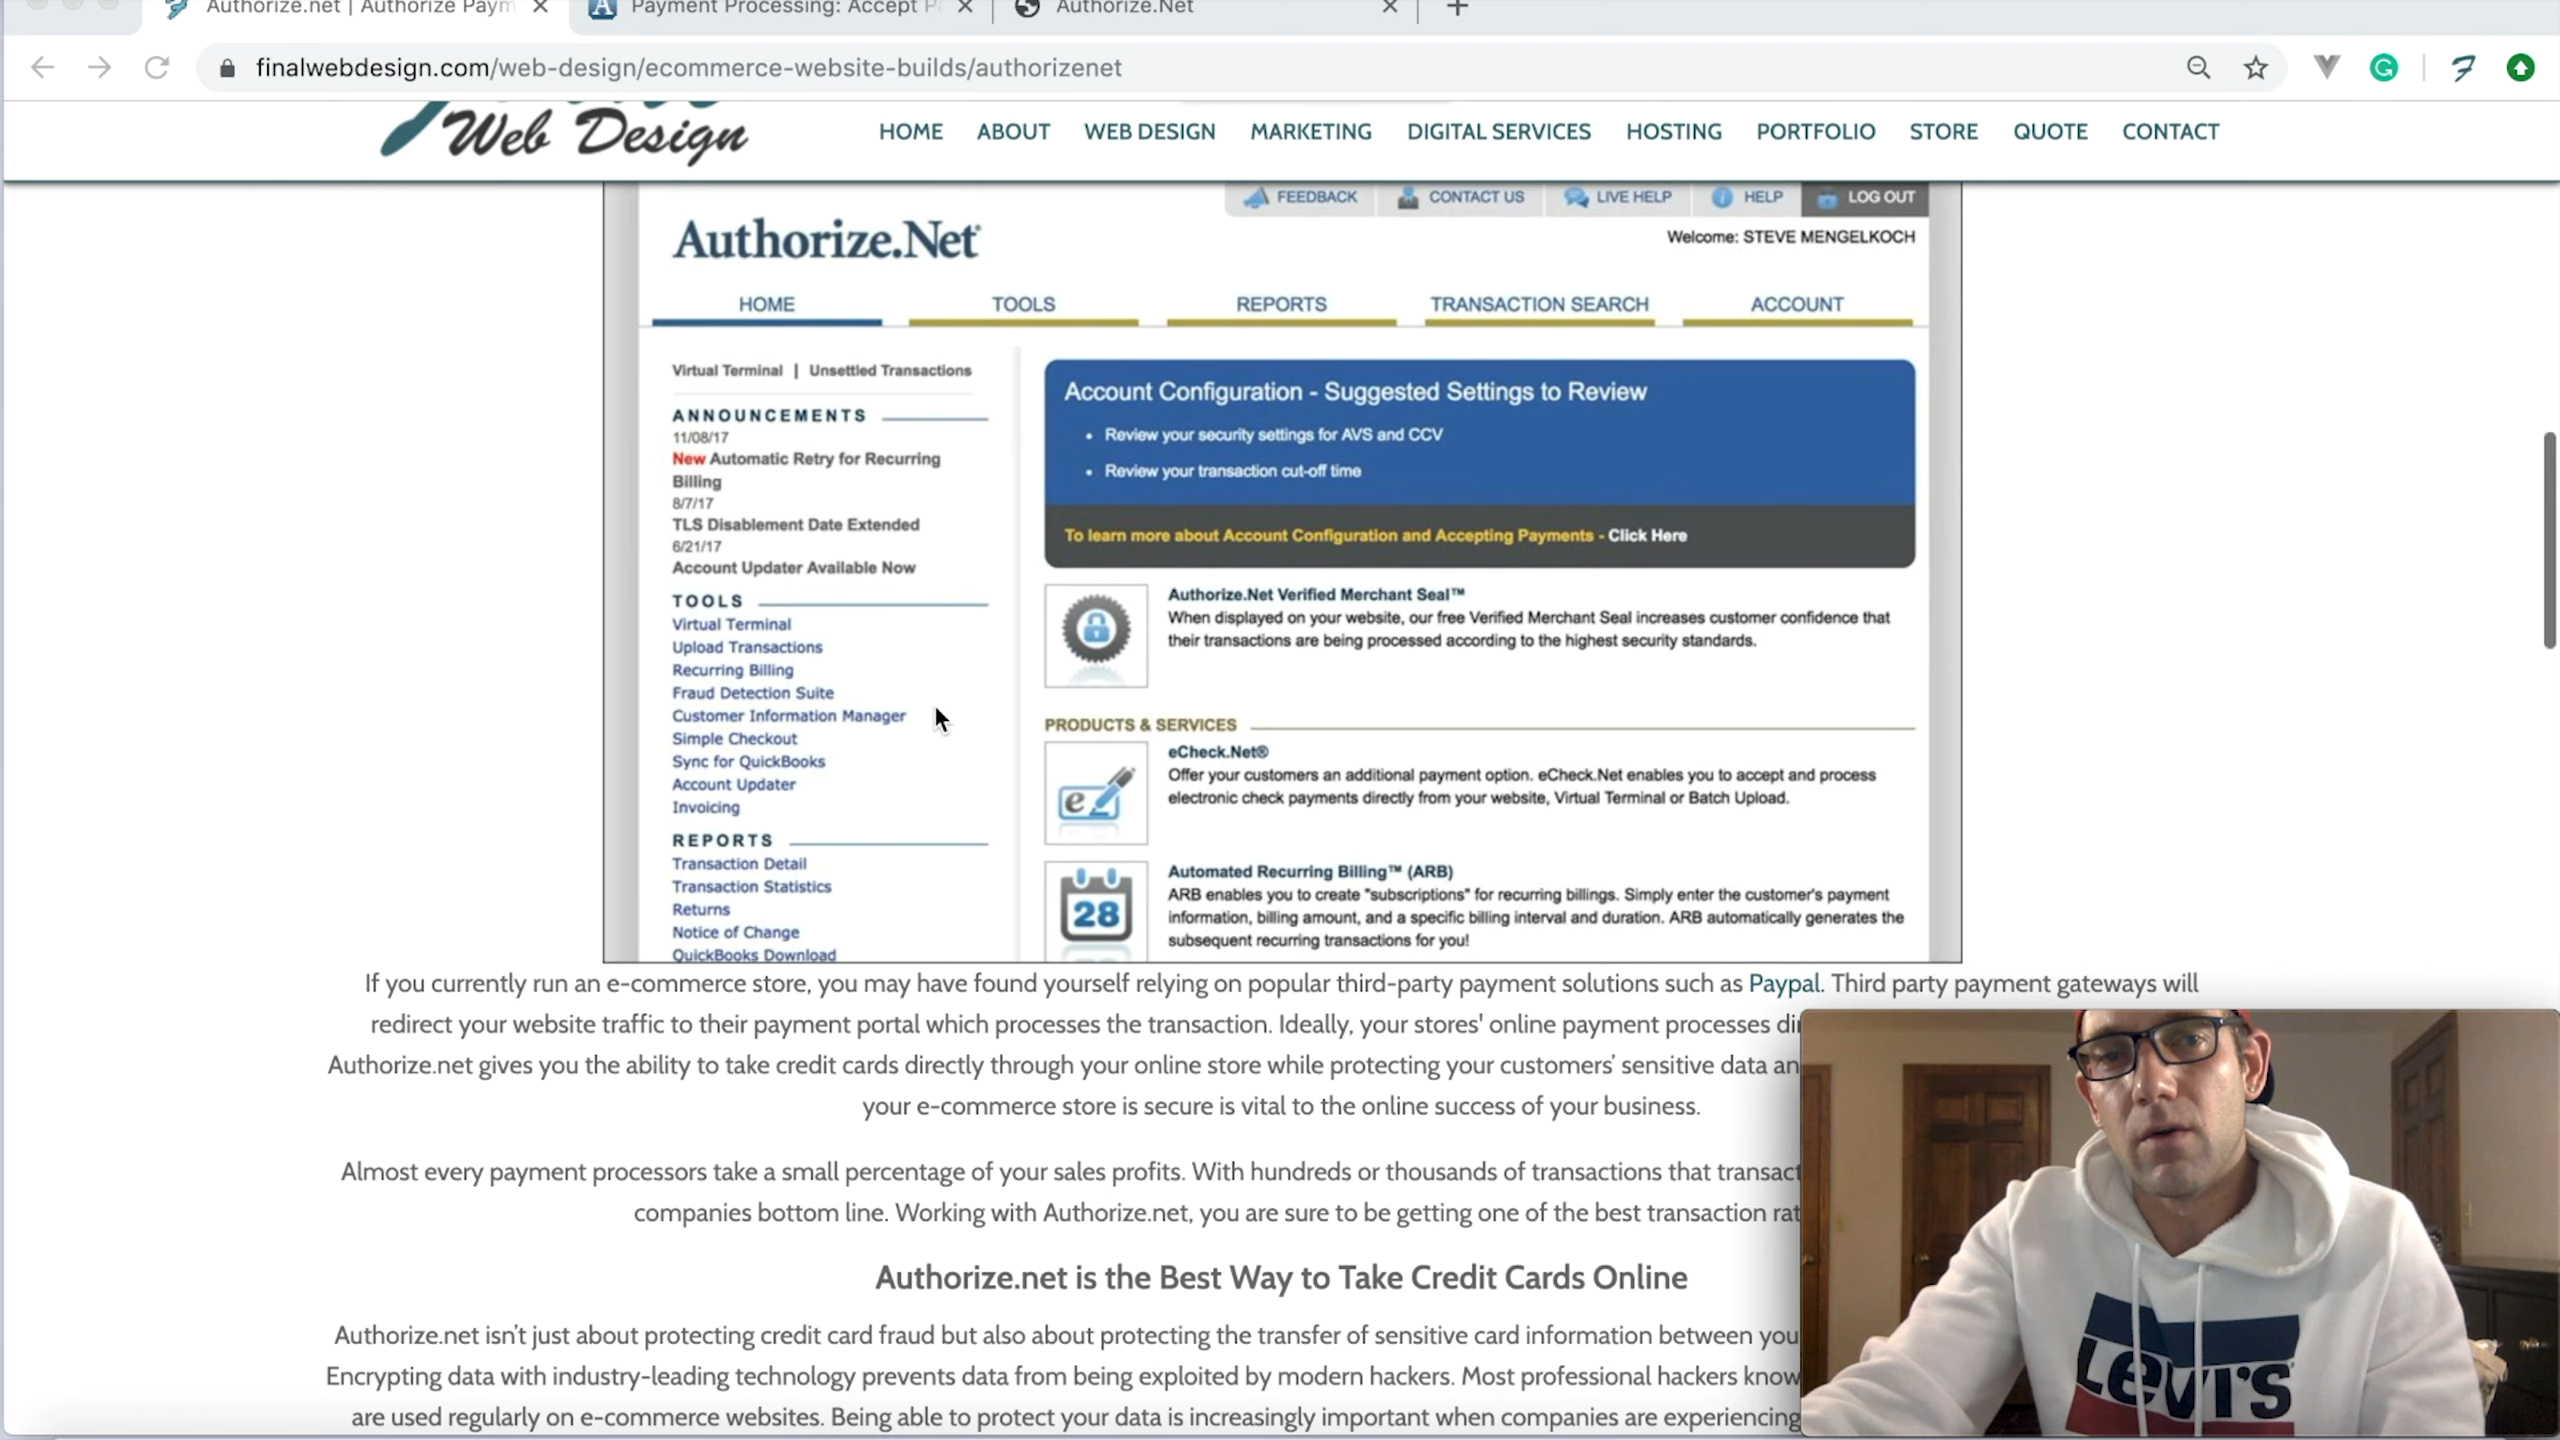 Authorize.net | Authorize Paym
Payment Processing: Accept Pa
Authorize.Net
finalwebdesign.com/web-design/ecommerce-website-builds/authorizenet
Web Design
HOME ABOUT WEB DESIGN MARKETING DIGITAL SERVICES HOSTING PORTFOLIO STORE QUOTE CONTACT
FEEDBACK CONTACT US LIVE HELP HELP LOG OUT
Authorize.Net
Welcome: STEVE MENGELKOCH
HOME TOOLS REPORTS TRANSACTION SEARCH ACCOUNT
Virtual Terminal | Unsettled Transactions
ANNOUNCEMENTS
11/08/17
New Automatic Retry for Recurring
Billing
8/7/17
TLS Disablement Date Extended
6/21/17
Account Updater Available Now
TOOLS
Virtual Terminal
Upload Transactions
Recurring Billing
Fraud Detection Suite
Customer Information Manager
Simple Checkout
Sync for QuickBooks
Account Updater
Invoicing
REPORTS
Transaction Detail
Transaction Statistics
Returns
Notice of Change
QuickBooks Download
Account Configuration - Suggested Settings to Review
• Review your security settings for AVS and CCV
• Review your transaction cut-off time
To learn more about Account Configuration and Accepting Payments - Click Here
Authorize.Net Verified Merchant Seal™
When displayed on your website, our free Verified Merchant Seal increases customer confidence that
their transactions are being processed according to the highest security standards.
PRODUCTS & SERVICES
eCheck.Net®
Offer your customers an additional payment option. eCheck.Net enables you to accept and process
electronic check payments directly from your website, Virtual Terminal or Batch Upload.
28
Automated Recurring Billing™ (ARB)
ARB enables you to create "subscriptions" for recurring billings. Simply enter the customer's payment
information, billing amount, and a specific billing interval and duration. ARB automatically generates the
subsequent recurring transactions for you!
If you currently run an e-commerce store, you may have found yourself relying on popular third-party payment solutions such as Paypal. Third party payment gateways will
redirect your website traffic to their payment portal which processes the transaction. Ideally, your stores' online payment processes di
Authorize.net gives you the ability to take credit cards directly through your online store while protecting your customers’ sensitive data an
your e-commerce store is secure is vital to the online success of your business.
Almost every payment processors take a small percentage of your sales profits. With hundreds or thousands of transactions that transact
companies bottom line. Working with Authorize.net, you are sure to be getting one of the best transaction rat
Authorize.net is the Best Way to Take Credit Cards Online
Authorize.net isn’t just about protecting credit card fraud but also about protecting the transfer of sensitive card information between you
Encrypting data with industry-leading technology prevents data from being exploited by modern hackers. Most professional hackers know
are used regularly on e-commerce websites. Being able to protect your data is increasingly important when companies are experiencing
LEVI'S